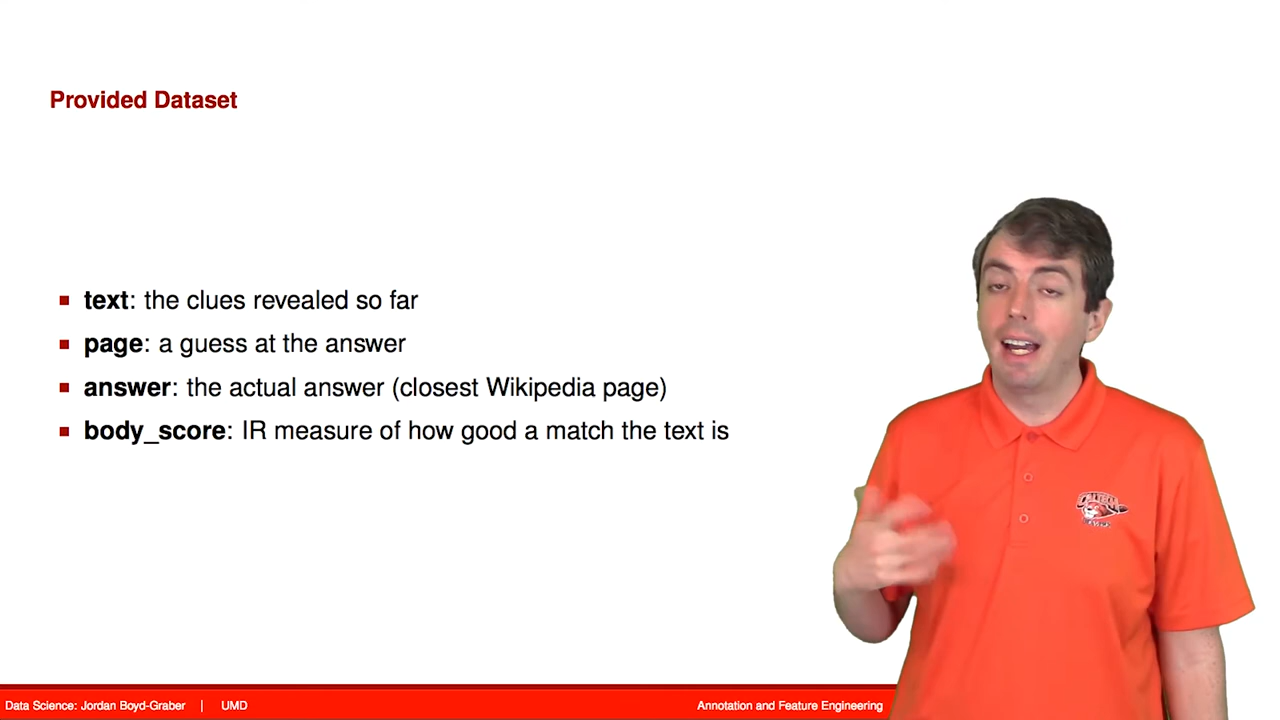 Provided Dataset
text: the clues revealed so far
page: a guess at the answer
answer: the actual answer (closest Wikipedia page)
body_score: IR measure of how good a match the text is
Data Science: Jordan Boyd-Graber | UMD
Annotation and Feature Engineering